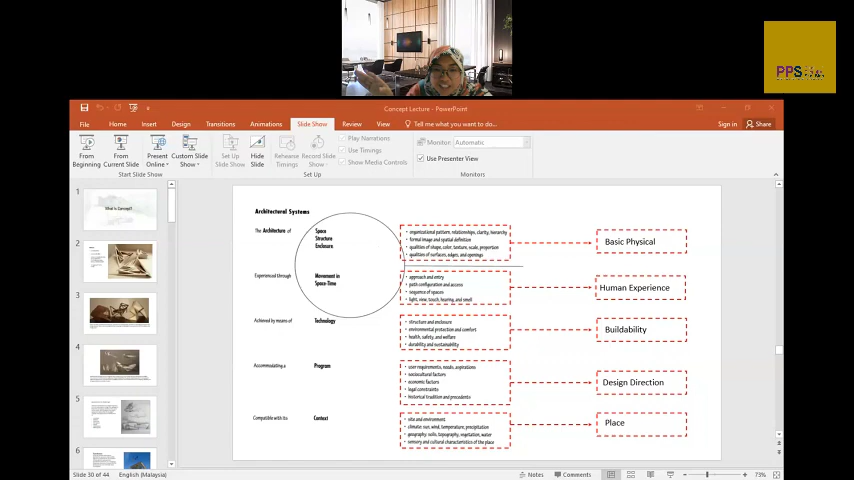 PPS
Concept Lecture - PowerPoint
File Home Insert Design Transitions Animations Slide Show Review View Tell me what you want to do... Sign in Share
From Beginning
From Current Slide
Present Online
Custom Slide Show
Set Up Slide Show
Hide Slide
Rehearse Timings
Record Slide Show
Play Narrations
Use Timings
Show Media Controls
Monitor: Automatic
Use Presenter View
Start Slide Show
Set Up
Monitors
1
What is Concept?
2
3
4
5
6
Architectural Systems
The Architecture of
Space
Structure
Enclosure
• organizational pattern, relationships, clarity, hierarchy
• formal image and spatial definition
• qualities of shape, color, texture, scale, proportion
• qualities of surfaces, edges, and openings
Basic Physical
Experienced through
Movement in
Space-Time
• approach and entry
• path configuration and access
• sequence of spaces
• light, view, touch, hearing, and smell
Human Experience
Achieved by means of
Technology
• structure and enclosure
• environmental protection and comfort
• health, safety, and welfare
• durability and sustainability
Buildability
Accommodating a
Program
• user requirements, needs, aspirations
• sociocultural factors
• economic factors
• legal constraints
• historical tradition and precedents
Design Direction
Compatible with its
Context
• site and environment
• climate: sun, wind, temperature, precipitation
• geography: soils, topography, vegetation, water
• sensory and cultural characteristics of the place
Place
Slide 30 of 44 English (Malaysia) Notes Comments 73%